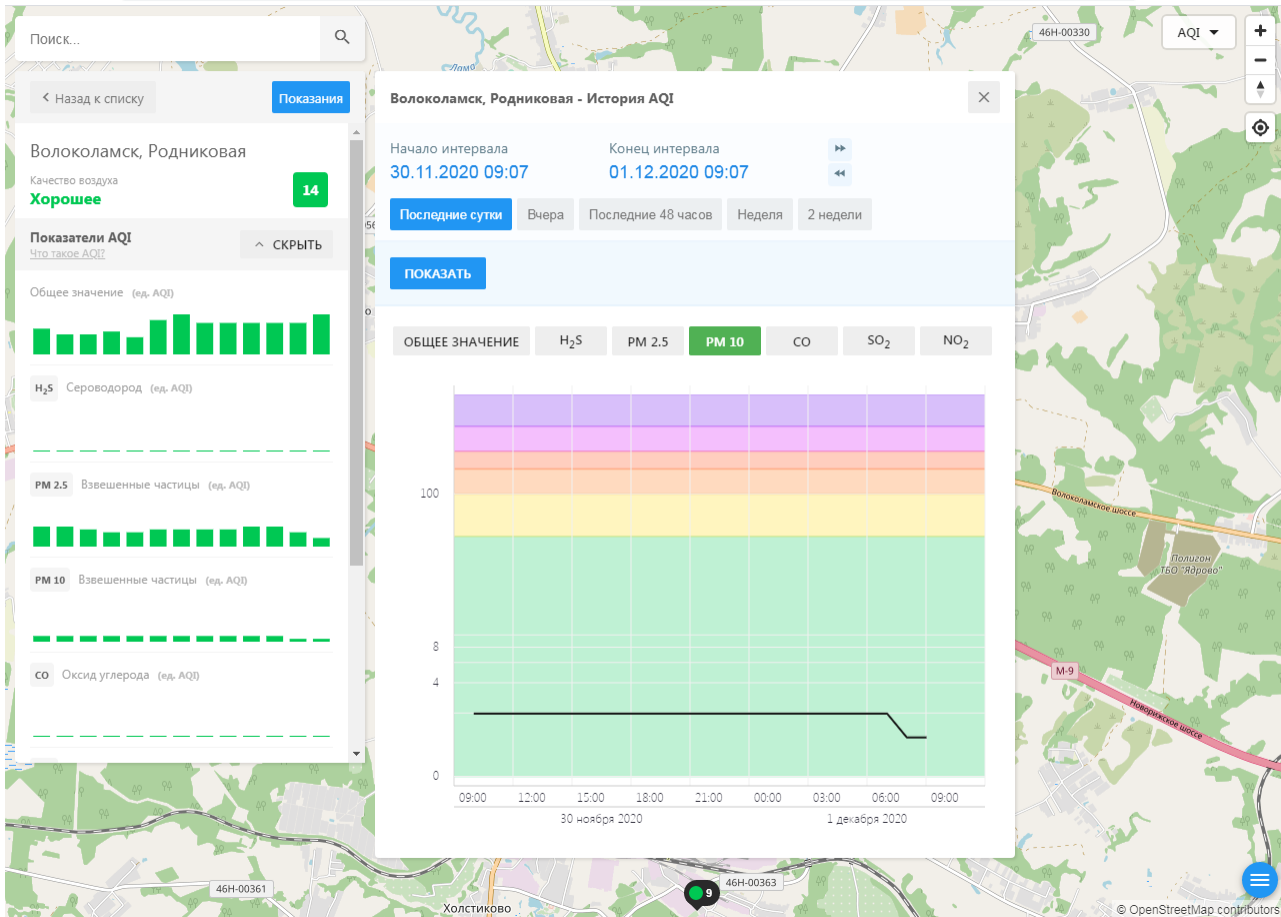 Поиск...
46Н-00330
AQI
Ламо
Назад к списку
Показания
Волоколамск, Родниковая
Качество воздуха
Хорошее
14
Показатели AQI
Что такое AQI?
СКРЫТЬ
Общее значение (ед. AQI)
H2S Сероводород (ед. AQI)
PM 2.5 Взвешенные частицы (ед. AQI)
PM 10 Взвешенные частицы (ед. AQI)
CO Оксид углерода (ед. AQI)
Волоколамск, Родниковая - История AQI
Начало интервала
30.11.2020 09:07
Конец интервала
01.12.2020 09:07
Последние сутки
Вчера
Последние 48 часов
Неделя
2 недели
ПОКАЗАТЬ
ОБЩЕЕ ЗНАЧЕНИЕ
H2S
PM 2.5
PM 10
CO
SO2
NO2
100
8
4
0
09:00 12:00 15:00 18:00 21:00 00:00 03:00 06:00 09:00
30 ноября 2020 1 декабря 2020
Волоколамское шоссе
Полигон
ТБО "Ядрово"
М-9
Новорижское шоссе
46Н-00361
9
46Н-00363
Холстиково
© OpenStreetMap contributors